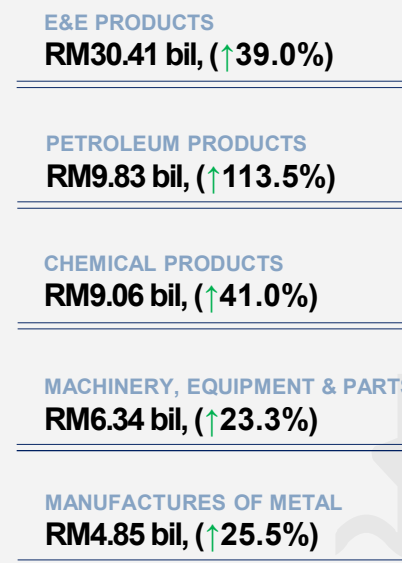 E&E PRODUCTS
RM30.41 bil, (↑39.0%)
PETROLEUM PRODUCTS
RM9.83 bil, (↑113.5%)
CHEMICAL PRODUCTS
RM9.06 bil, (↑41.0%)
MACHINERY, EQUIPMENT & PARTS
RM6.34 bil, (↑23.3%)
MANUFACTURES OF METAL
RM4.85 bil, (↑25.5%)